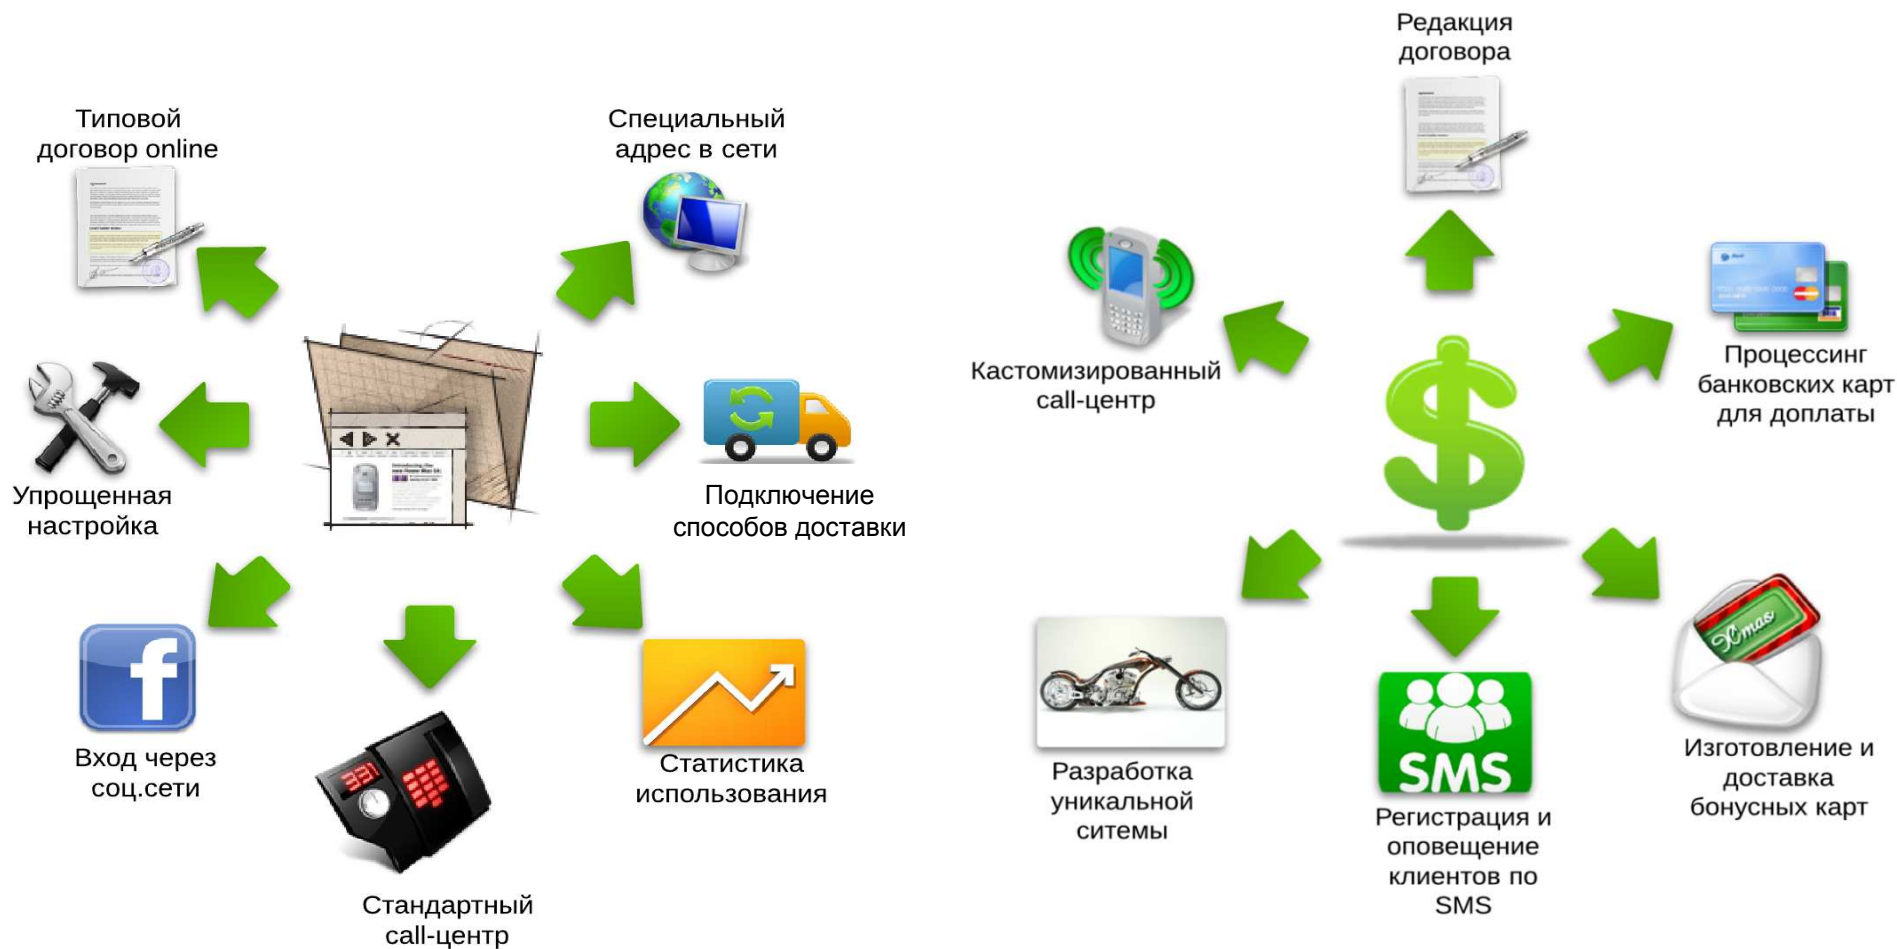 Типовой
договор online
Специальный
адрес в сети
Упрощенная
настройка
Подключение
способов доставки
Вход через
соц.сети
331
Статистика
использования
Стандартный
call-центр
Редакция
договора
Кастомизированный
call-центр
Процессинг
банковских карт
для доплаты
Разработка
уникальной
ситемы
SMS
Регистрация и
оповещение
клиентов по
SMS
Xmas
Изготовление и
доставка
бонусных карт